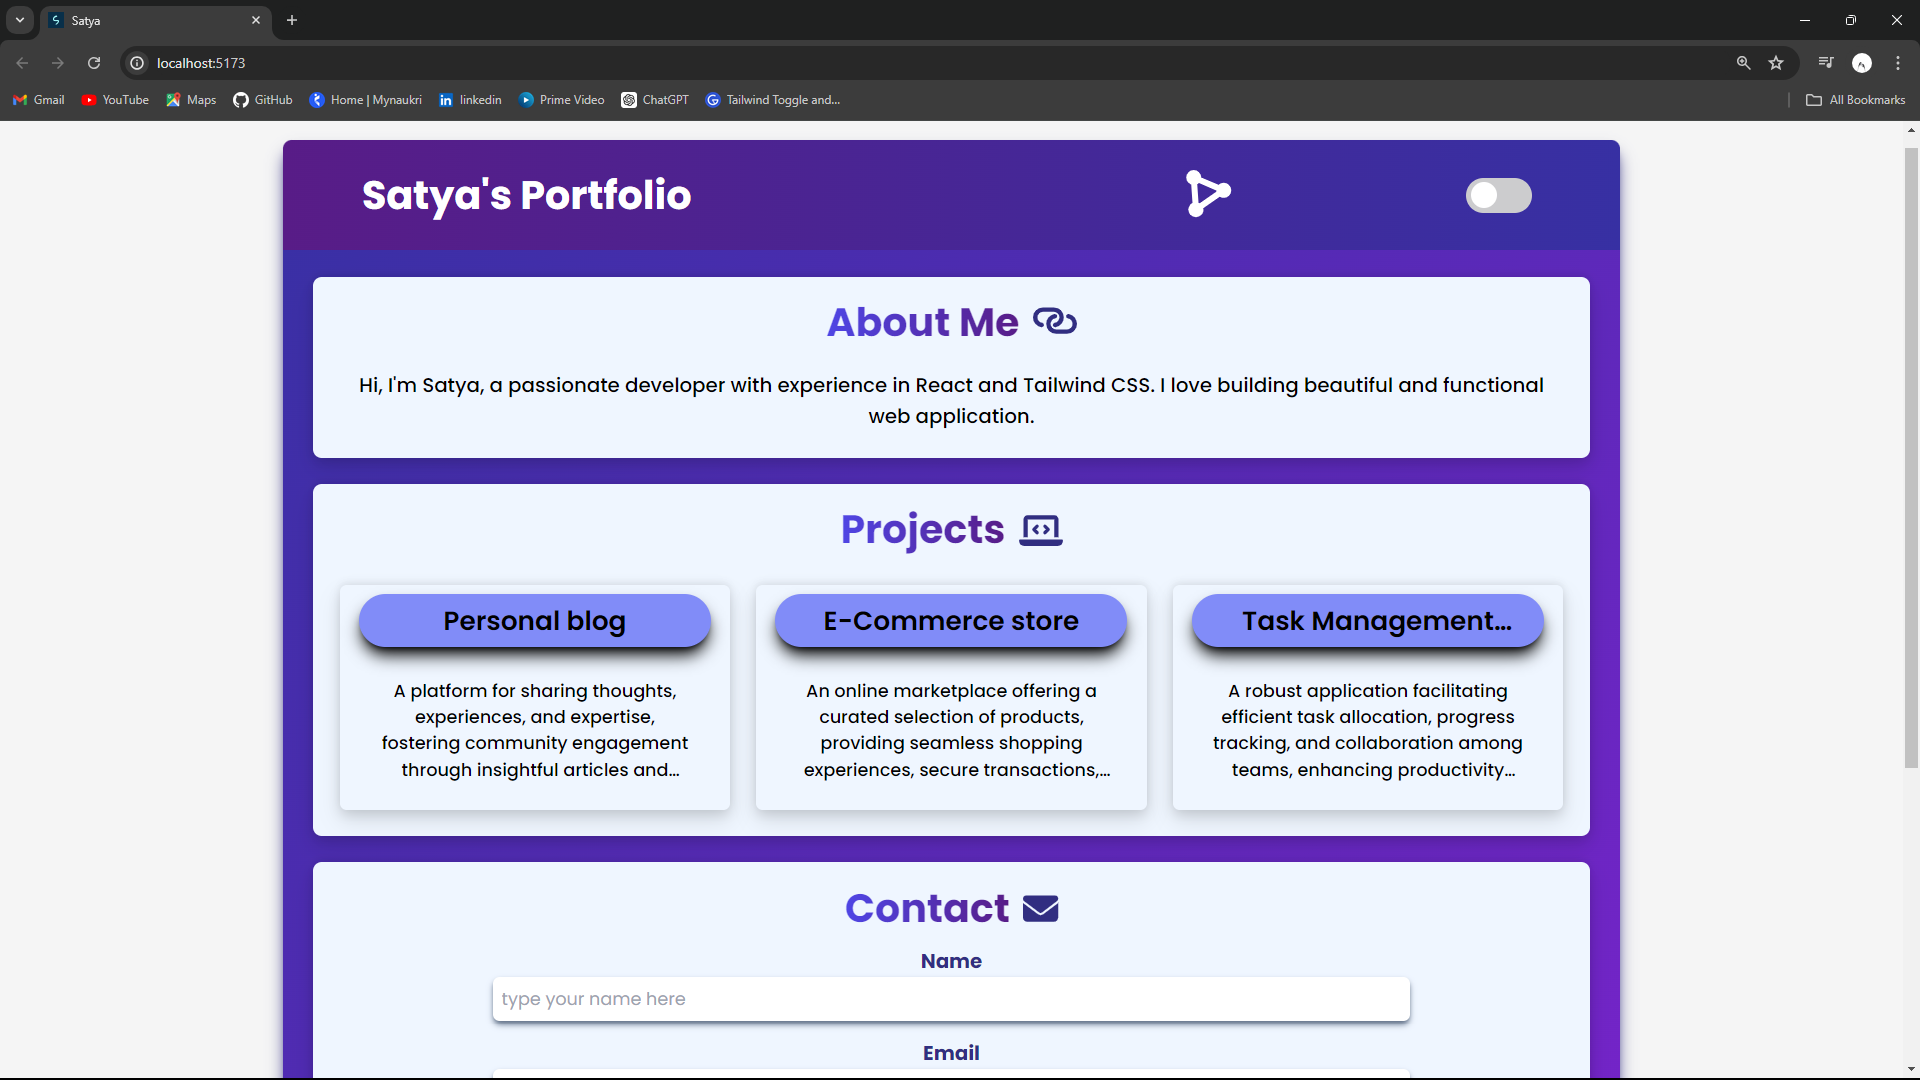 Satya
localhost:5173
Gmail YouTube Maps GitHub Home | Mynaukri linkedin Prime Video ChatGPT Tailwind Toggle and... All Bookmarks
Satya's Portfolio
About Me
Hi, I'm Satya, a passionate developer with experience in React and Tailwind CSS. I love building beautiful and functional
web application.
Projects
Personal blog
A platform for sharing thoughts,
experiences, and expertise,
fostering community engagement
through insightful articles and...
E-Commerce store
An online marketplace offering a
curated selection of products,
providing seamless shopping
experiences, secure transactions,...
Task Management...
A robust application facilitating
efficient task allocation, progress
tracking, and collaboration among
teams, enhancing productivity...
Contact
Name
type your name here
Email